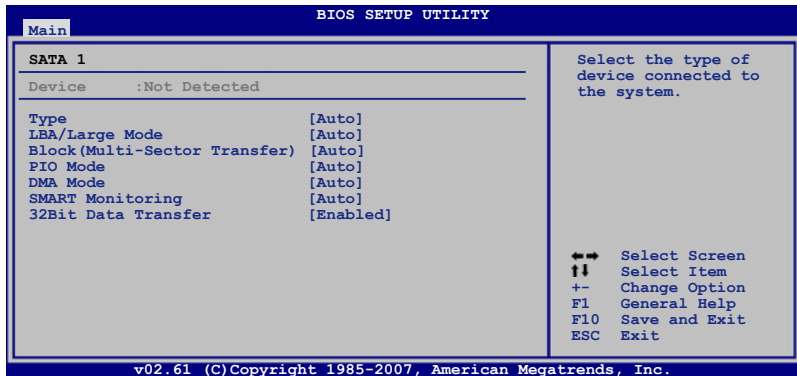 BIOS SETUP UTILITY
Main
SATA 1
Device :Not Detected
Type [Auto]
LBA/Large Mode [Auto]
Block(Multi-Sector Transfer) [Auto]
PIO Mode [Auto]
DMA Mode [Auto]
SMART Monitoring [Auto]
32Bit Data Transfer [Enabled]
Select the type of
device connected to
the system.
←→ Select Screen
↑↓ Select Item
+- Change Option
F1 General Help
F10 Save and Exit
ESC Exit
v02.61 (C)Copyright 1985-2007, American Megatrends, Inc.